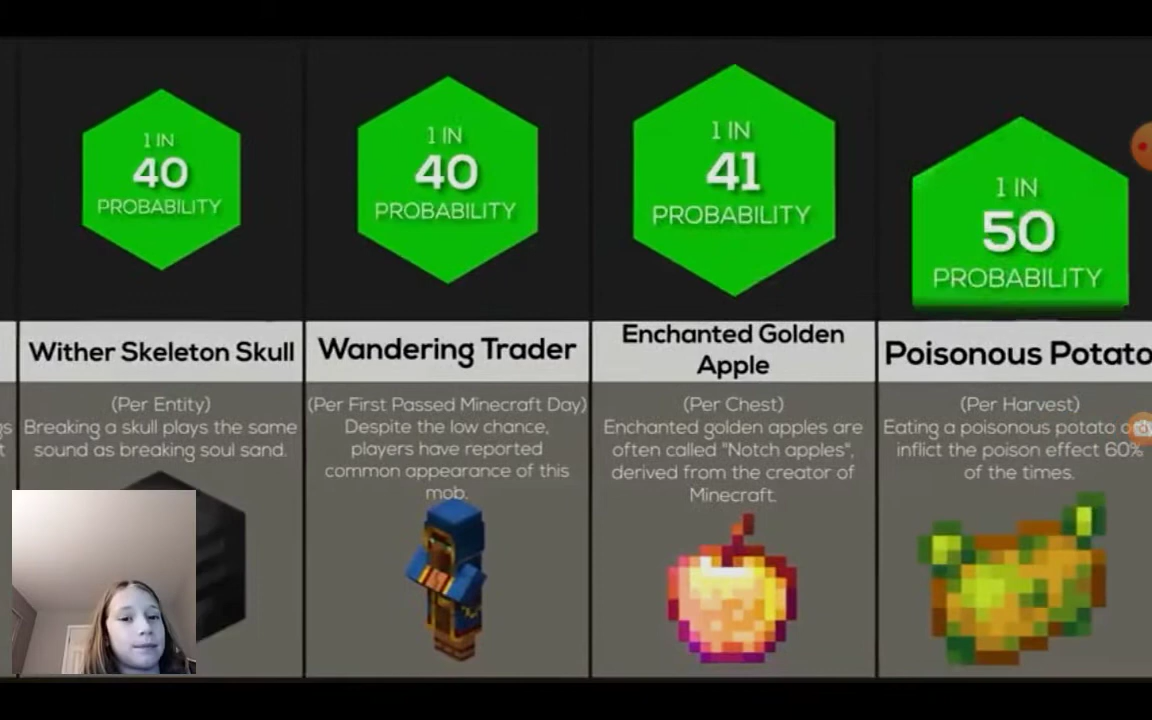 1 IN
40
PROBABILITY
Wither Skeleton Skull
(Per Entity)
Breaking a skull plays the same
sound as breaking soul sand.
1 IN
40
PROBABILITY
Wandering Trader
(Per First Passed Minecraft Day)
Despite the low chance,
players have reported
common appearance of this
mob.
1 IN
41
PROBABILITY
Enchanted Golden
Apple
(Per Chest)
Enchanted golden apples are
often called "Notch apples",
derived from the creator of
Minecraft.
1 IN
50
PROBABILITY
Poisonous Potato
(Per Harvest)
Eating a poisonous potato
inflict the poison effect 60%
of the times.